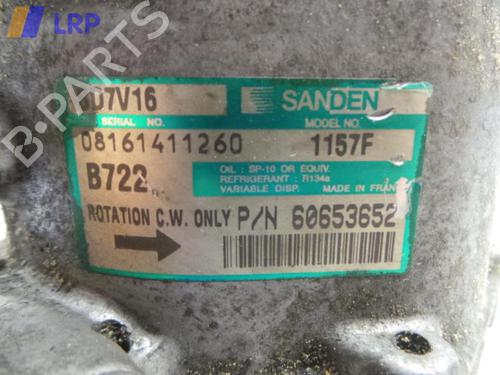 LRP
B-PARTS
SD7V16
SANDEN
SERIAL NO.
MODEL NO.
08161411260
1157F
B722
OIL : SP-10 OR EQUIV.
REFRIGERANT : R134a
VARIABLE DISP. MADE IN FRANCE
ROTATION C.W. ONLY P/N 60653652